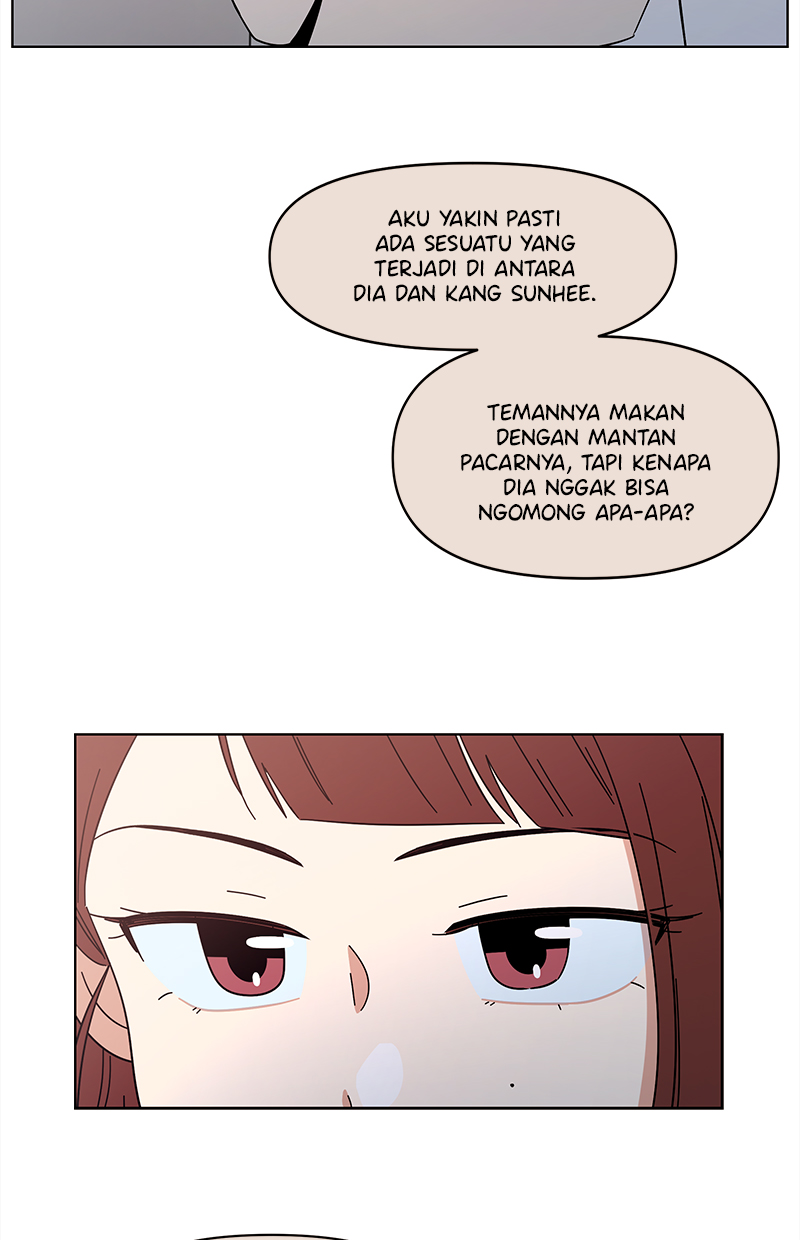 AKU YAKIN PASTI
ADA SESUATU YANG
TERJADI DI ANTARA
DIA DAN KANG SUNHEE.
TEMANNYA MAKAN
DENGAN MANTAN
PACARNYA, TAPI KENAPA
DIA NGGAK BISA
NGOMONG APA-APA?